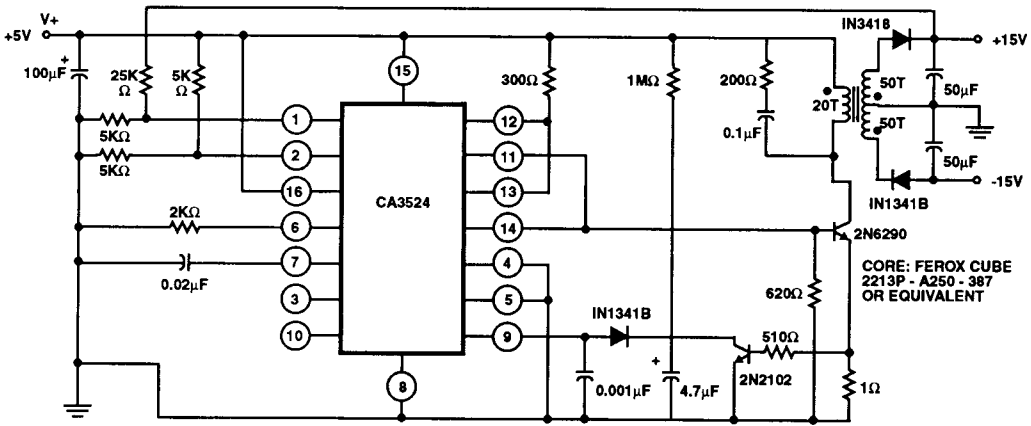 V+
+5V
IN3418
+15V
100µF
+
25K
Ω
5K
Ω
15
300Ω
1MΩ
200Ω
20T
50T
50T
50µF
0.1µF
5KΩ
5KΩ
1
2
16
6
7
3
10
CA3524
12
11
13
14
4
5
9
8
50µF
-15V
IN1341B
2KΩ
0.02µF
2N6290
CORE: FEROX CUBE
2213P - A250 - 387
OR EQUIVALENT
620Ω
IN1341B
510Ω
2N2102
0.001µF
+
4.7µF
1Ω